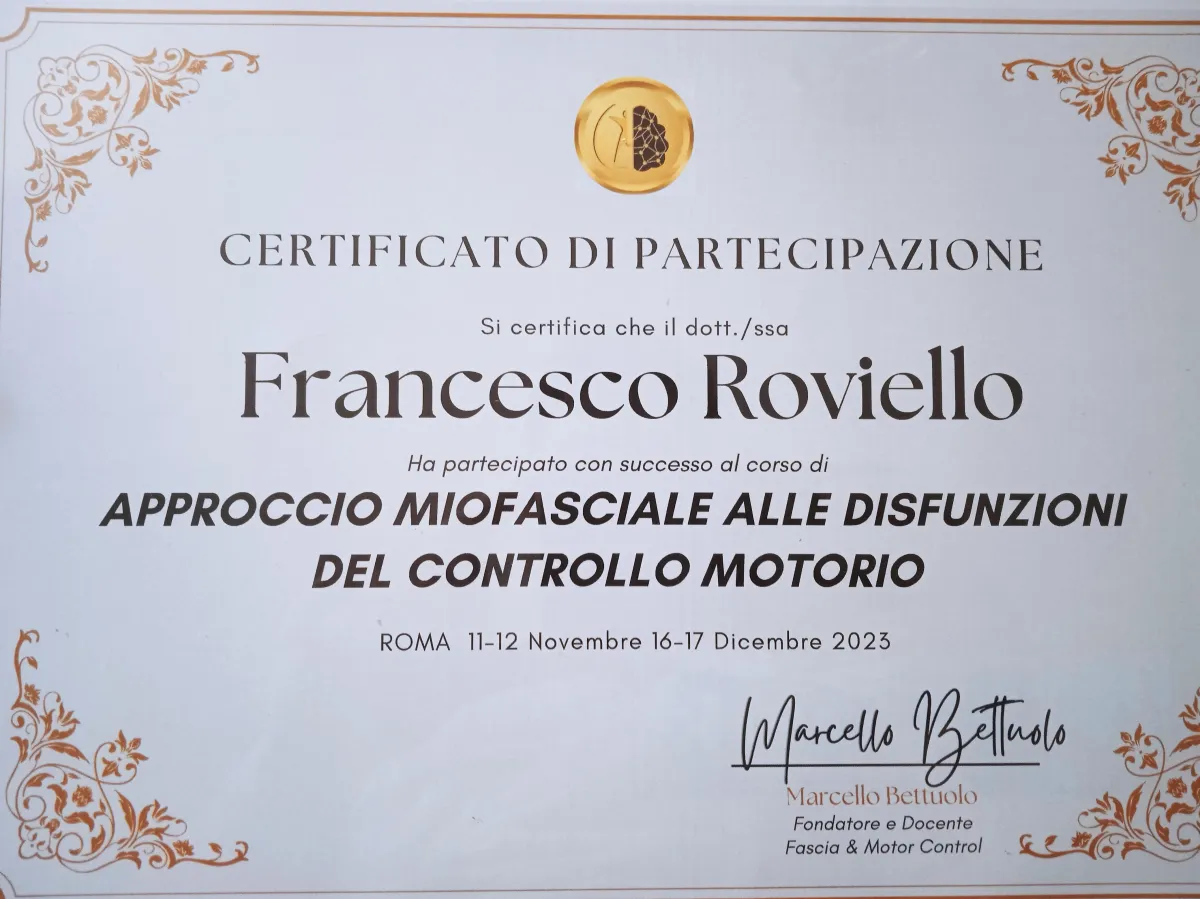 CERTIFICATO DI PARTECIPAZIONE
Si certifica che il dott./ssa
Francesco Roviello
Ha partecipato con successo al corso di
APPROCCIO MIOFASCIALE ALLE DISFUNZIONI
DEL CONTROLLO MOTORIO
ROMA 11-12 Novembre 16-17 Dicembre 2023
Marcello Bettuolo
Marcello Bettuolo
Fondatore e Docente
Fascia & Motor Control